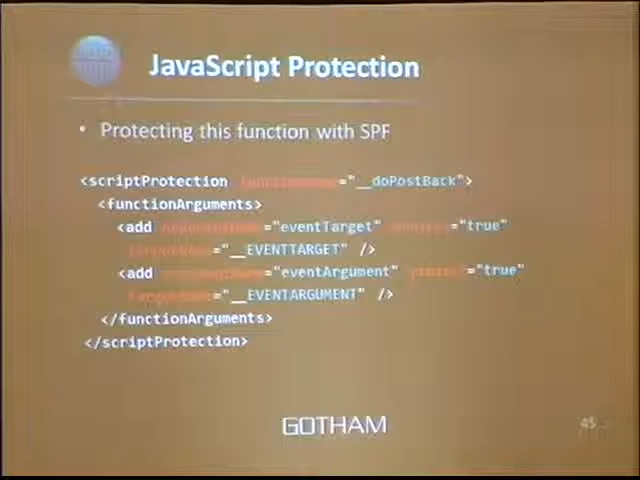 JavaScript Protection
• Protecting this function with SPF
<scriptProtection ="__doPostBack">
<functionArguments>
<add ="eventTarget" ="true"
="__EVENTTARGET" />
<add ="eventArgument" ="true"
="__EVENTARGUMENT" />
</functionArguments>
</scriptProtection>
GOTHAM
45